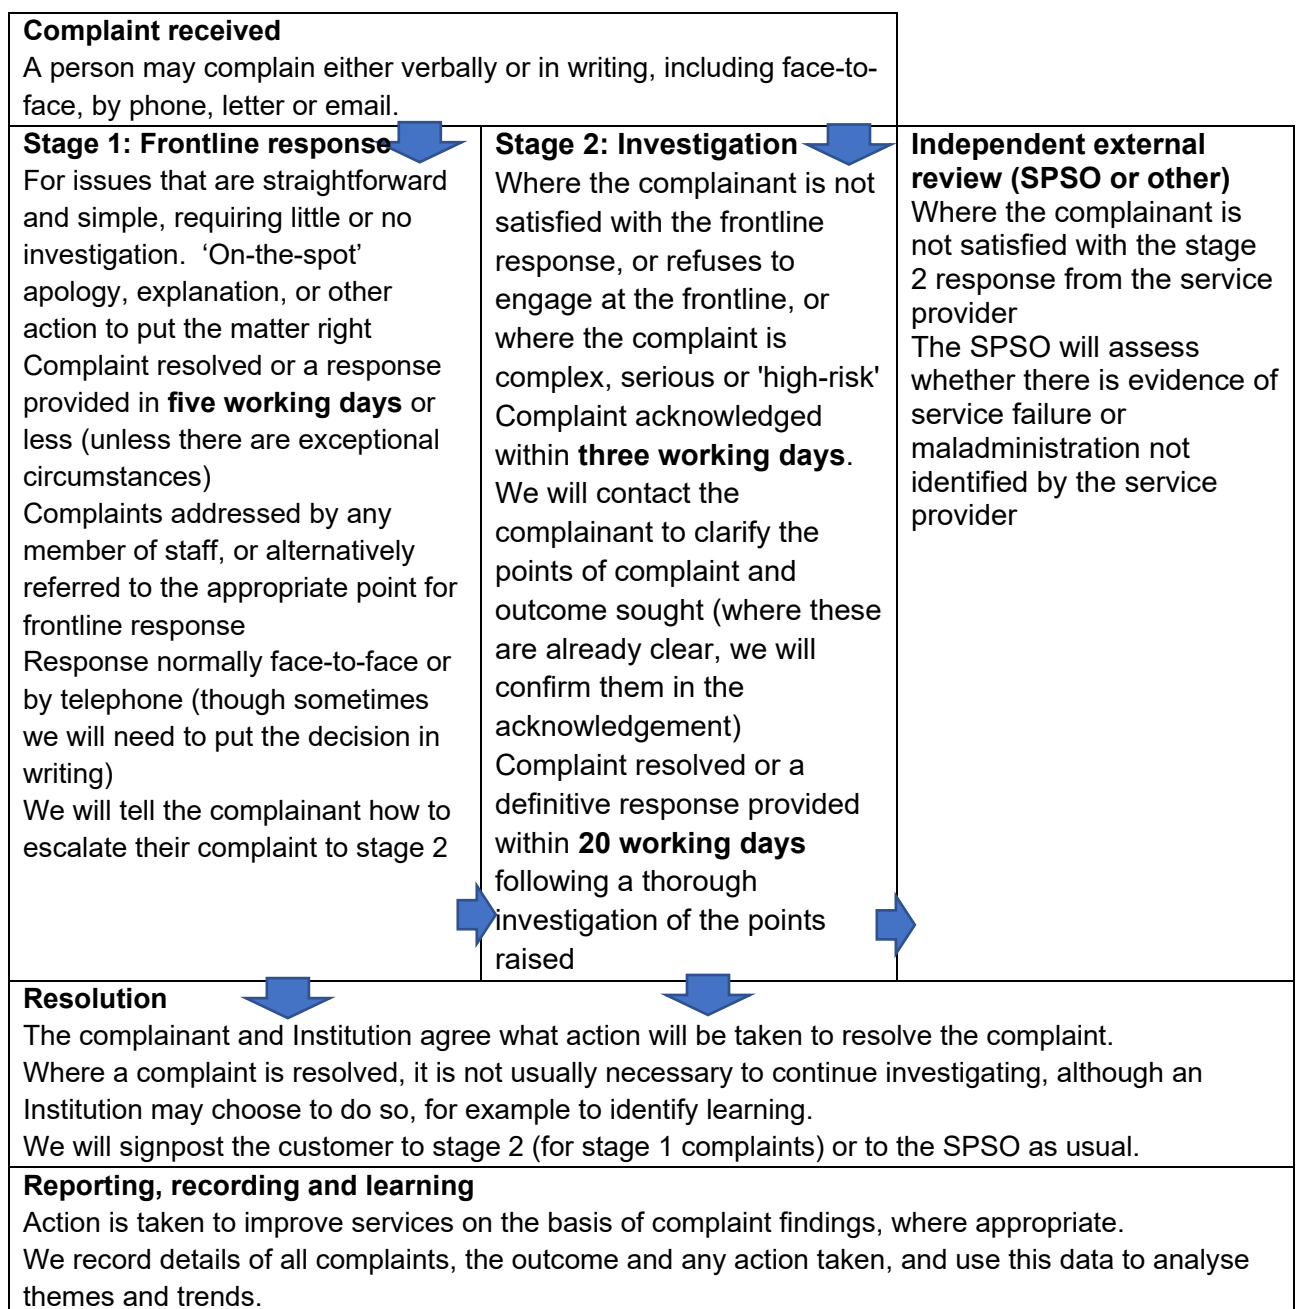 Complaint received
A person may complain either verbally or in writing, including face-to-
face, by phone, letter or email.
Stage 1: Frontline response
For issues that are straightforward
and simple, requiring little or no
investigation.  ‘On-the-spot’
apology, explanation, or other
action to put the matter right
Complaint resolved or a response
provided in five working days or
less (unless there are exceptional
circumstances)
Complaints addressed by any
member of staff, or alternatively
referred to the appropriate point for
frontline response
Response normally face-to-face or
by telephone (though sometimes
we will need to put the decision in
writing)
We will tell the complainant how to
escalate their complaint to stage 2
Stage 2: Investigation
Where the complainant is not
satisfied with the frontline
response, or refuses to
engage at the frontline, or
where the complaint is
complex, serious or 'high-risk'
Complaint acknowledged
within three working days.
We will contact the
complainant to clarify the
points of complaint and
outcome sought (where these
are already clear, we will
confirm them in the
acknowledgement)
Complaint resolved or a
definitive response provided
within 20 working days
following a thorough
investigation of the points
raised
Independent external
review (SPSO or other)
Where the complainant is
not satisfied with the stage
2 response from the service
provider
The SPSO will assess
whether there is evidence of
service failure or
maladministration not
identified by the service
provider
Resolution
The complainant and Institution agree what action will be taken to resolve the complaint.
Where a complaint is resolved, it is not usually necessary to continue investigating, although an
Institution may choose to do so, for example to identify learning.
We will signpost the customer to stage 2 (for stage 1 complaints) or to the SPSO as usual.
Reporting, recording and learning
Action is taken to improve services on the basis of complaint findings, where appropriate.
We record details of all complaints, the outcome and any action taken, and use this data to analyse
themes and trends.